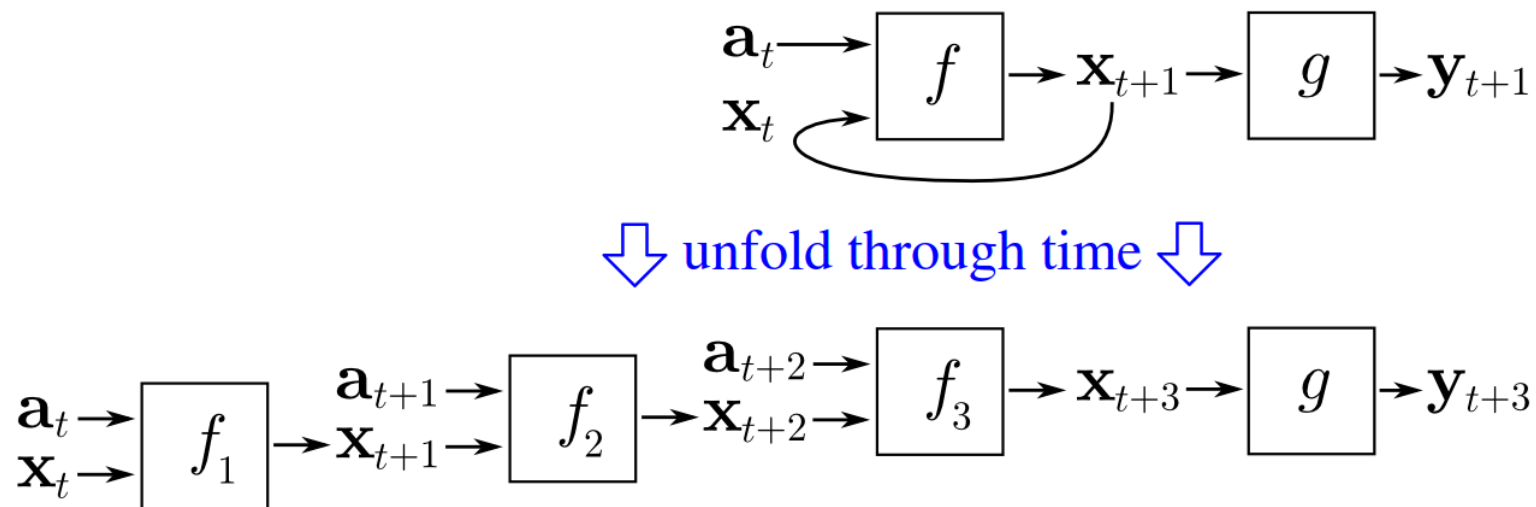 a_t f x_{t+1} g y_{t+1}
x_t
unfold through time
a_t x_t f_1 a_{t+1} x_{t+1} f_2 a_{t+2} x_{t+2} f_3 x_{t+3} g y_{t+3}